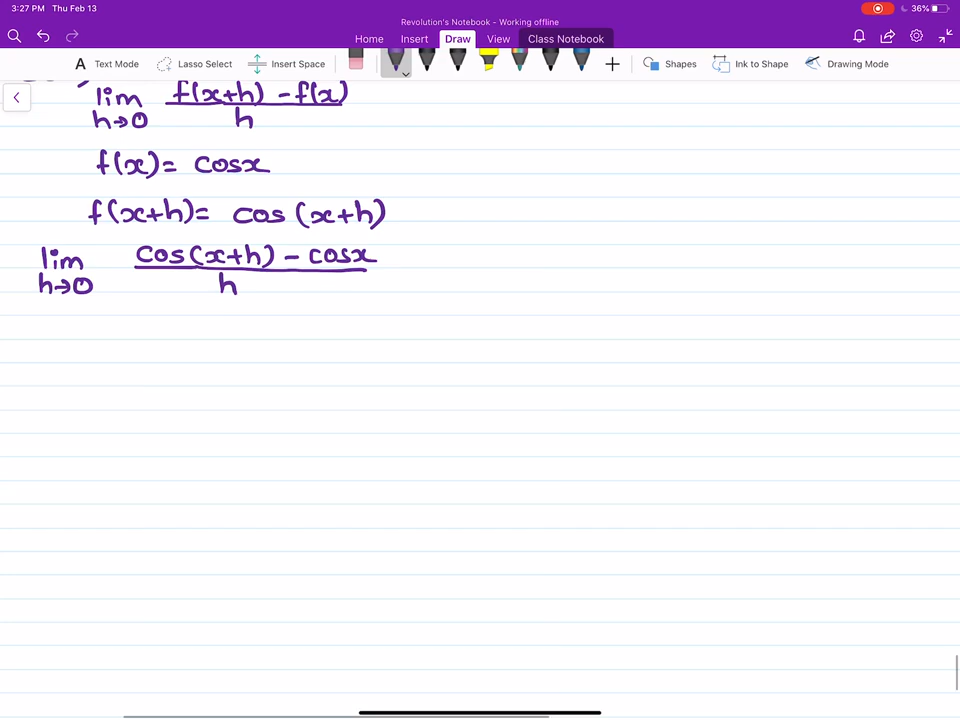 3:27 PM Thu Feb 13
36%
Revolution's Notebook - Working offline
Home Insert Draw View Class Notebook
Text Mode Lasso Select Insert Space Shapes Ink to Shape Drawing Mode
lim f(x+h) - f(x)
h→0 h
f(x)= cosx
f(x+h)= cos (x+h)
lim cos(x+h) - cosx
h→0 h